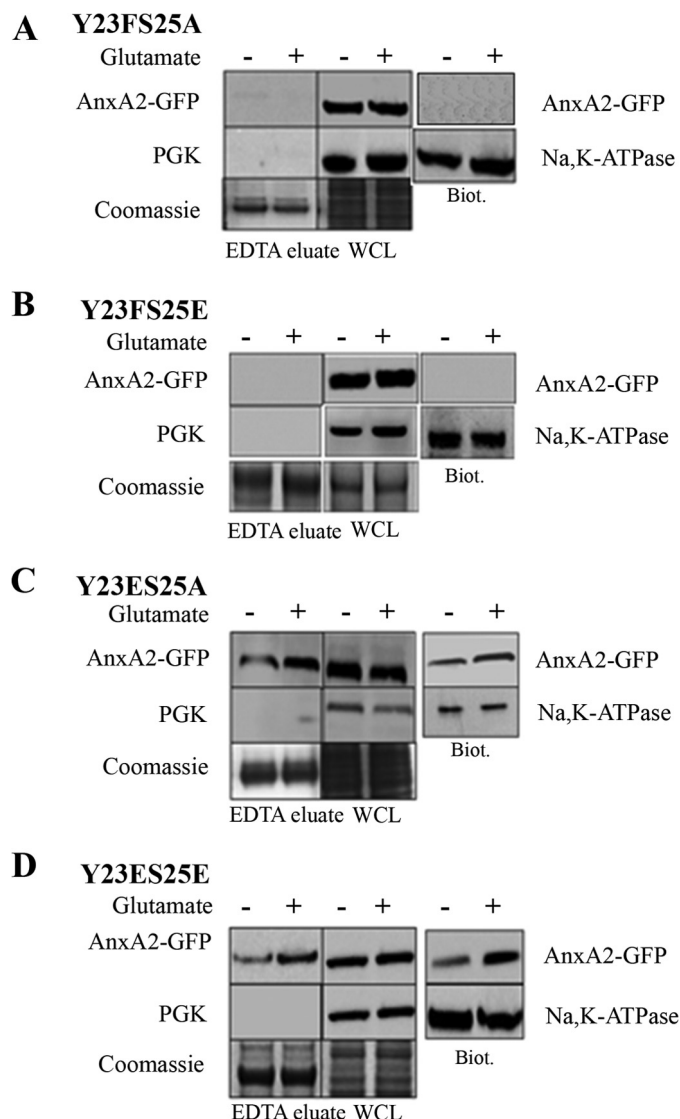 A Y23FS25A
Glutamate - + - + - +
AnxA2-GFP AnxA2-GFP
PGK Na,K-ATPase
Coomassie Biot.
EDTA eluate WCL
B Y23FS25E
Glutamate - + - + - +
AnxA2-GFP AnxA2-GFP
PGK Na,K-ATPase
Coomassie Biot.
EDTA eluate WCL
C Y23ES25A
Glutamate - + - + - +
AnxA2-GFP AnxA2-GFP
PGK Na,K-ATPase
Coomassie Biot.
EDTA eluate WCL
D Y23ES25E
Glutamate - + - + - +
AnxA2-GFP AnxA2-GFP
PGK Na,K-ATPase
Coomassie Biot.
EDTA eluate WCL